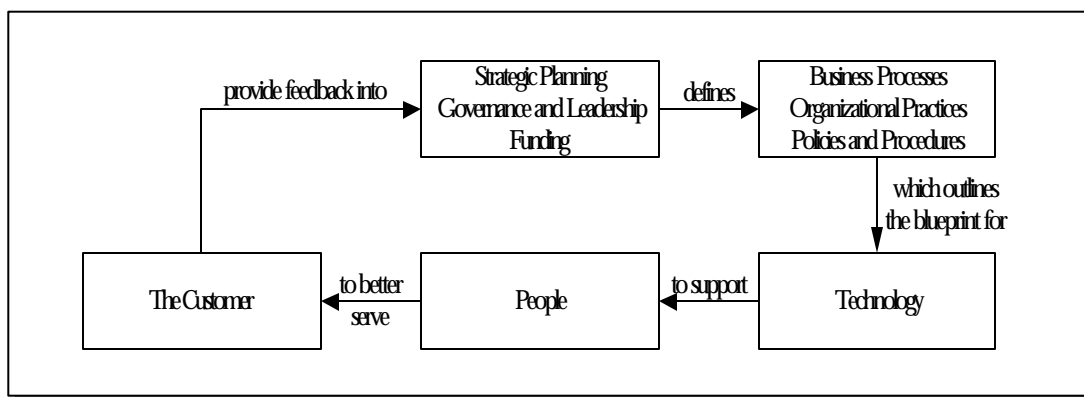 provide feedback into
Strategic Planning
Governance and Leadership
Funding
defines
Business Processes
Organizational Practices
Policies and Procedures
which outlines
the blueprint for
The Customer
to better
serve
People
to support
Technology